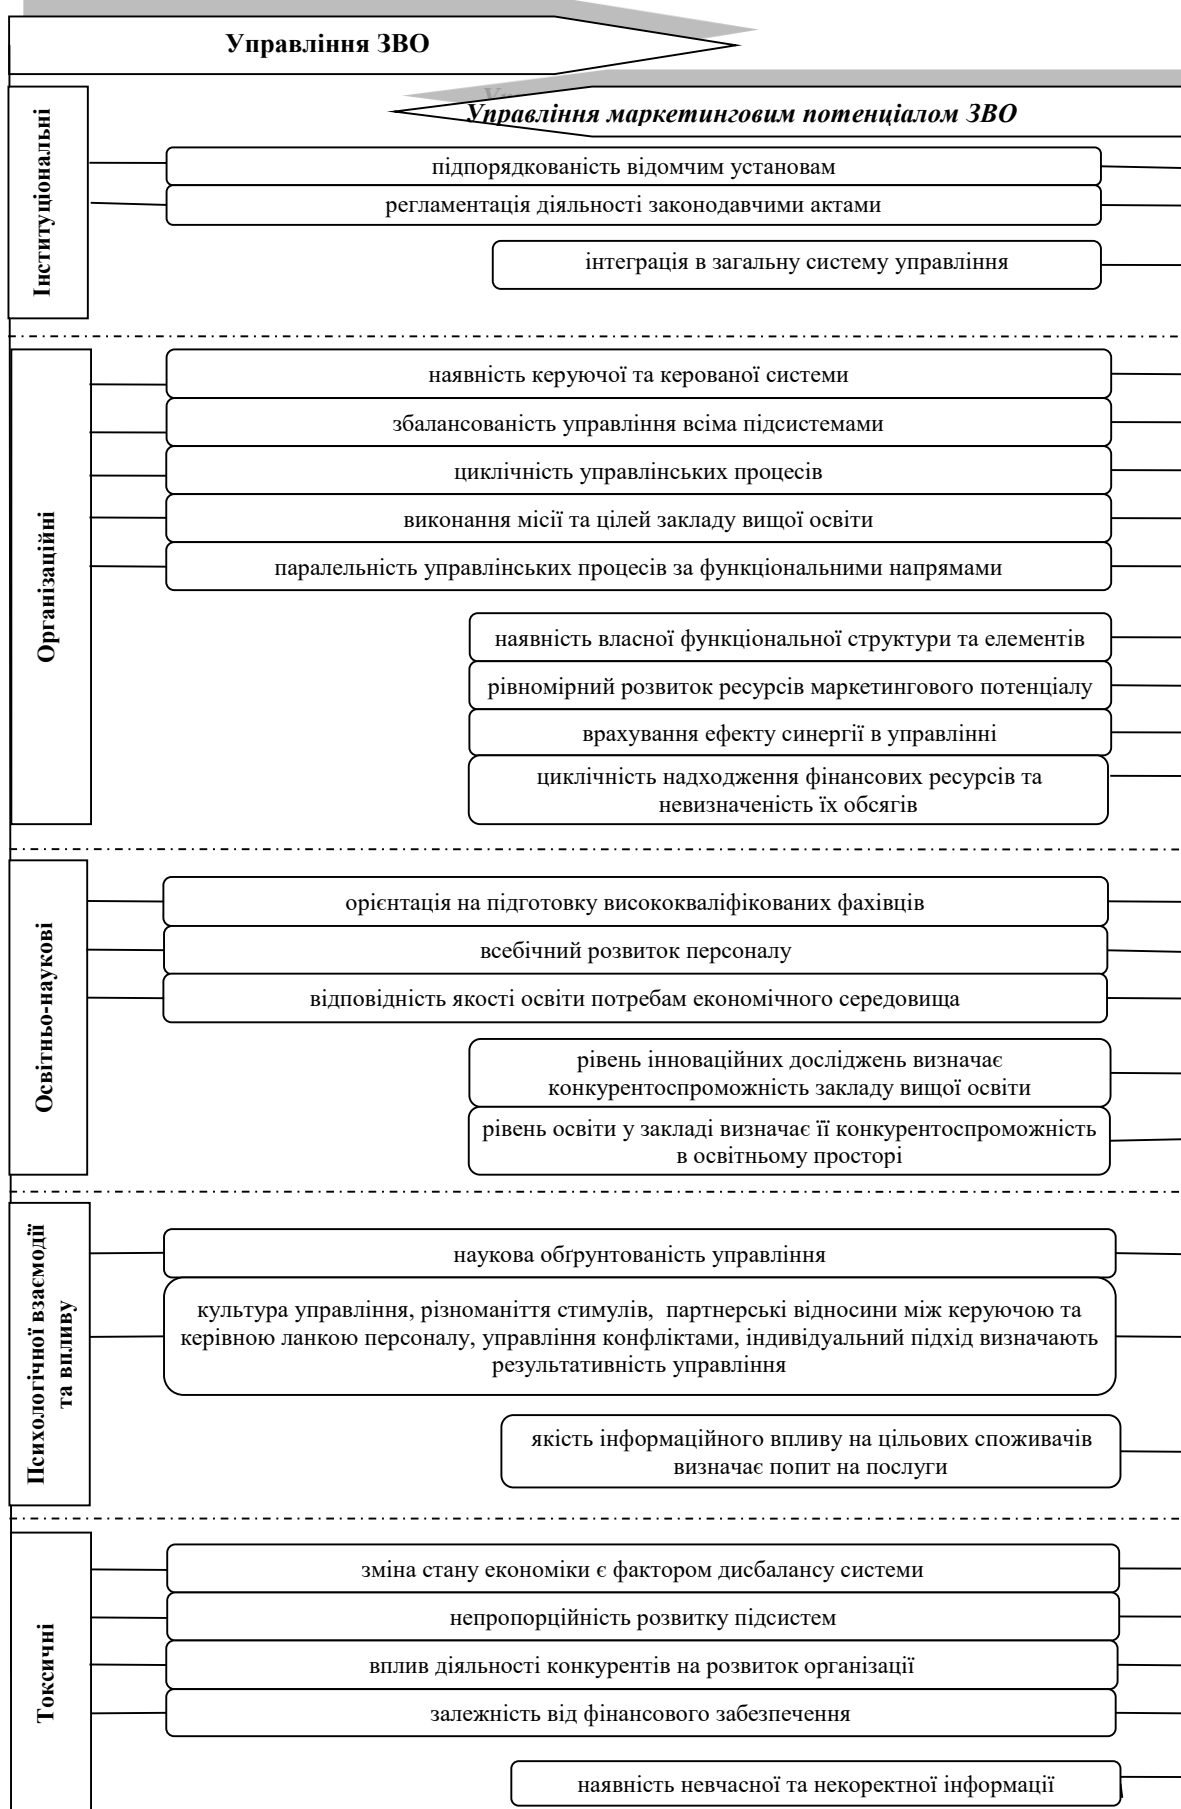 Управління ЗВО
Управління маркетинговим потенціалом ЗВО
Інституціональні
підпорядкованість відомчим установам
регламентація діяльності законодавчими актами
інтеграція в загальну систему управління
Організаційні
наявність керуючої та керованої системи
збалансованість управління всіма підсистемами
циклічність управлінських процесів
виконання місії та цілей закладу вищої освіти
паралельність управлінських процесів за функціональними напрямами
наявність власної функціональної структури та елементів
рівномірний розвиток ресурсів маркетингового потенціалу
врахування ефекту синергії в управлінні
циклічність надходження фінансових ресурсів та
невизначеність їх обсягів
Освітньо-наукові
орієнтація на підготовку висококваліфікованих фахівців
всебічний розвиток персоналу
відповідність якості освіти потребам економічного середовища
рівень інноваційних досліджень визначає
конкурентоспроможність закладу вищої освіти
рівень освіти у закладі визначає її конкурентоспроможність
в освітньому просторі
Психологічної взаємодії
та впливу
наукова обґрунтованість управління
культура управління, різноманіття стимулів, партнерські відносини між керуючою та
керівною ланкою персоналу, управління конфліктами, індивідуальний підхід визначають
результативність управління
якість інформаційного впливу на цільових споживачів
визначає попит на послуги
Токсичні
зміна стану економіки є фактором дисбалансу системи
непропорційність розвитку підсистем
вплив діяльності конкурентів на розвиток організації
залежність від фінансового забезпечення
наявність невчасної та некоректної інформації